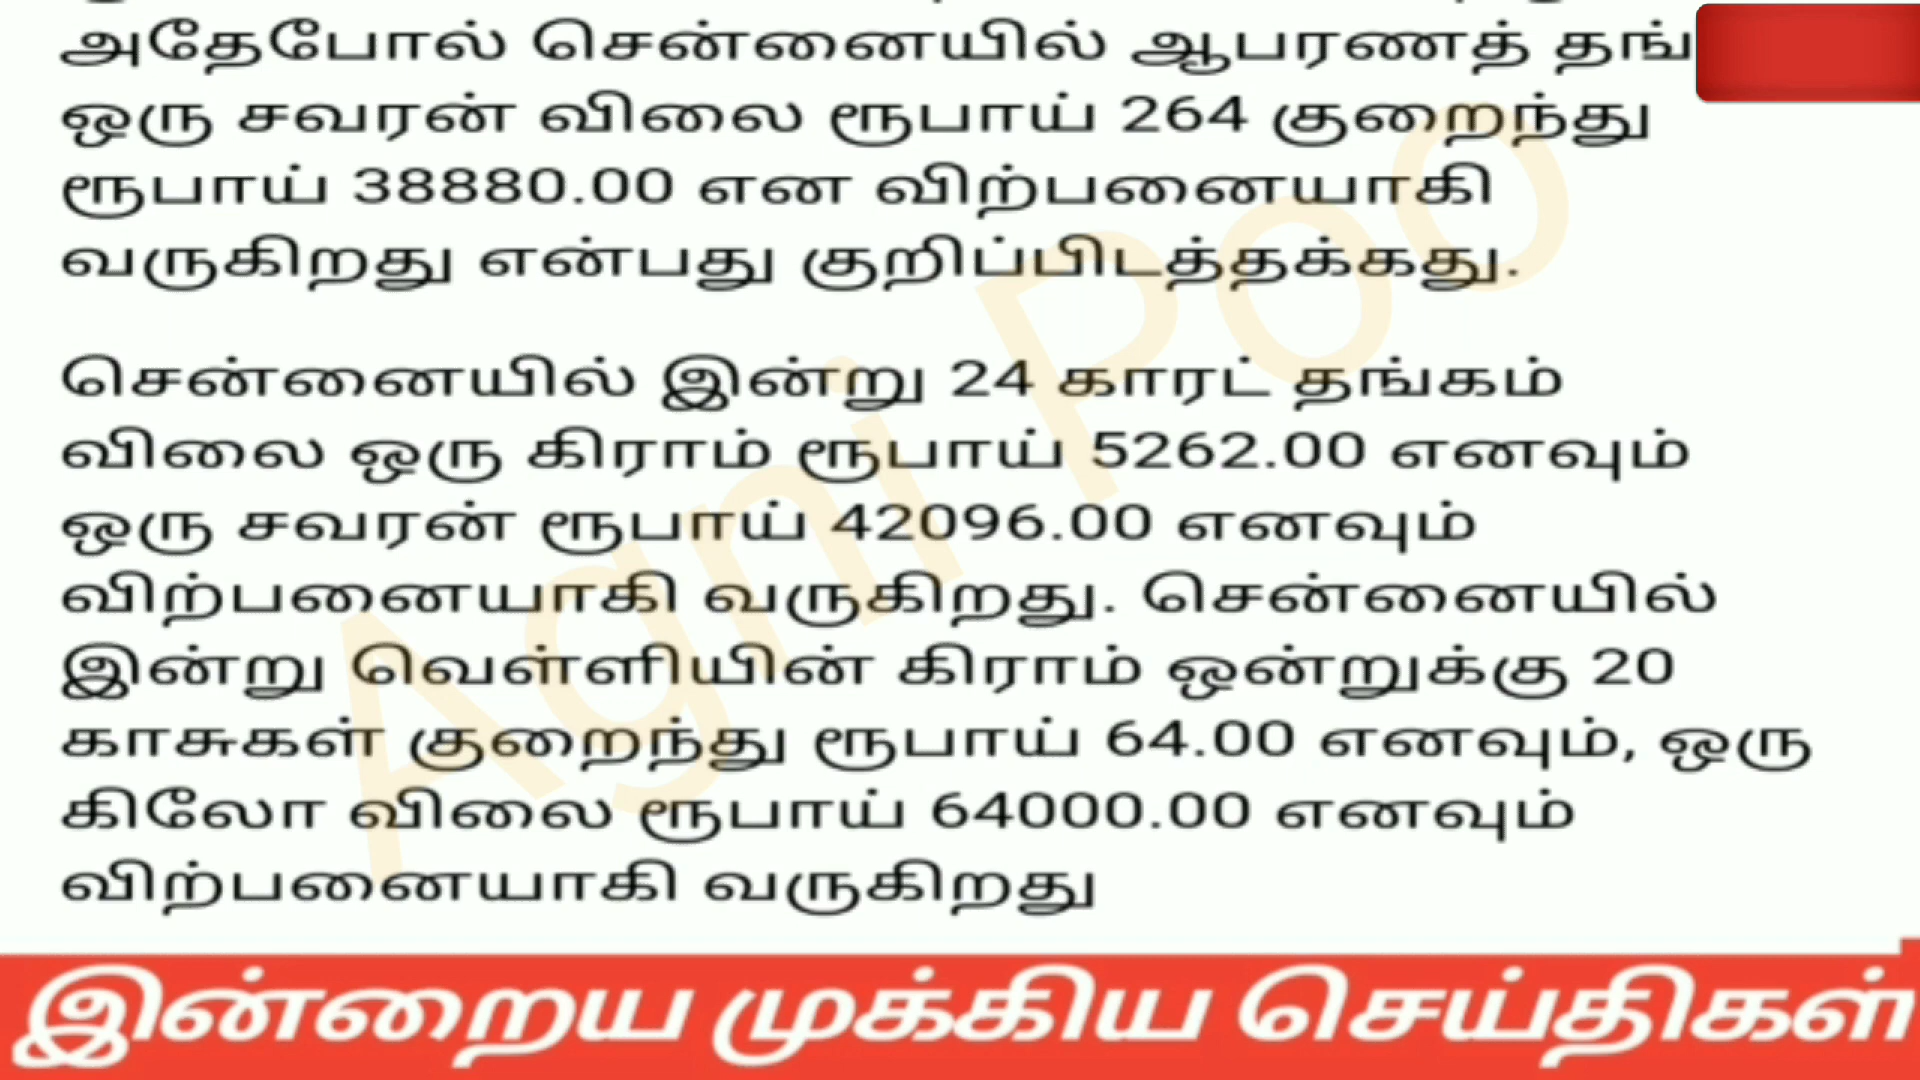 அதேபோல் சென்னையில் ஆபரணத் தங்
ஒரு சவரன் விலை ரூபாய் 264 குறைந்து
ரூபாய் 38880.00 என விற்பனையாகி
வருகிறது என்பது குறிப்பிடத்தக்கது.
சென்னையில் இன்று 24 காரட் தங்கம்
விலை ஒரு கிராம் ரூபாய் 5262.00 எனவும்
ஒரு சவரன் ரூபாய் 42096.00 எனவும்
விற்பனையாகி வருகிறது. சென்னையில்
இன்று வெள்ளியின் கிராம் ஒன்றுக்கு 20
காசுகள் குறைந்து ரூபாய் 64.00 எனவும், ஒரு
கிலோ விலை ரூபாய் 64000.00 எனவும்
விற்பனையாகி வருகிறது
Agni Poo
இன்றைய முக்கிய செய்திகள்